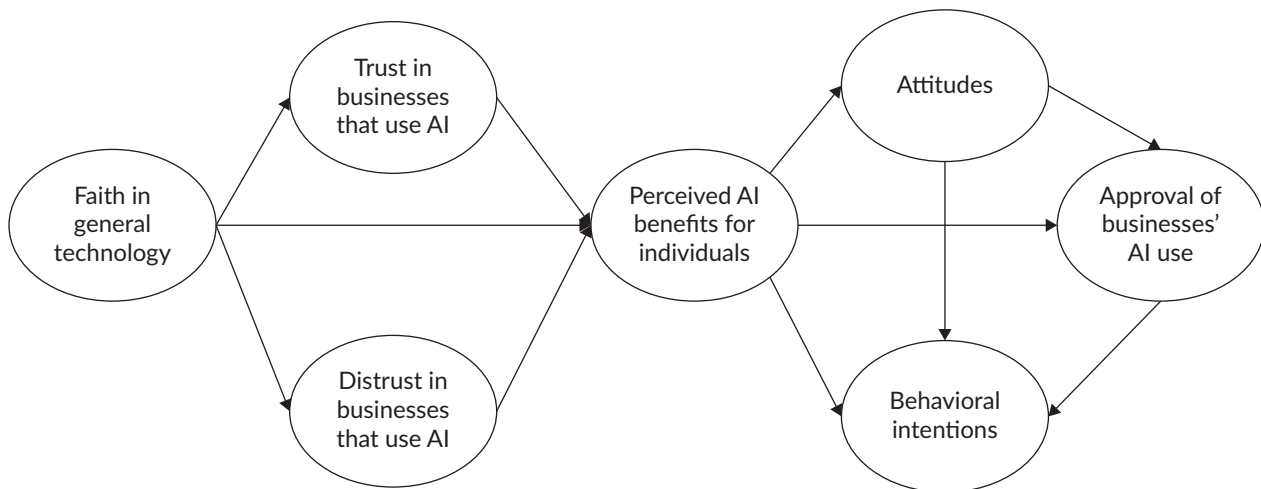 Faith in
general
technology
Trust in
businesses
that use AI
Distrust in
businesses
that use AI
Perceived AI
benefits for
individuals
Attitudes
Approval of
businesses’
AI use
Behavioral
intentions